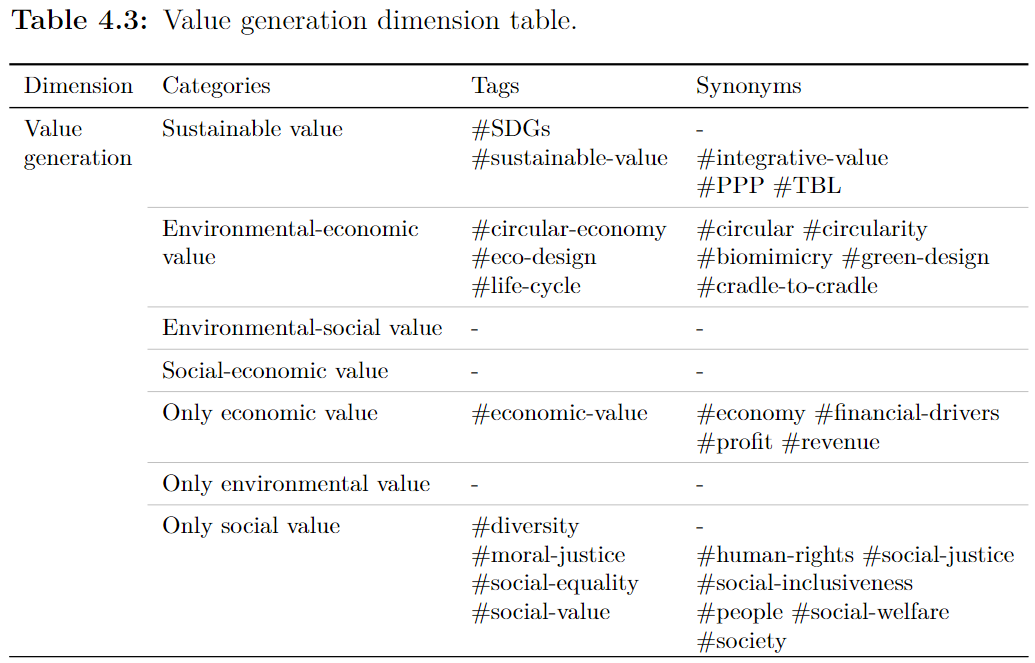 Table 4.3: Value generation dimension table.
Dimension Categories Tags Synonyms
Value Sustainable value #SDGs -
generation #sustainable-value #integrative-value
#PPP #TBL
Environmental-economic #circular-economy #circular #circularity
value #eco-design #biomimicry #green-design
#life-cycle #cradle-to-cradle
Environmental-social value - -
Social-economic value - -
Only economic value #economic-value #economy #financial-drivers
#profit #revenue
Only environmental value - -
Only social value #diversity -
#moral-justice #human-rights #social-justice
#social-equality #social-inclusiveness
#social-value #people #social-welfare
#society